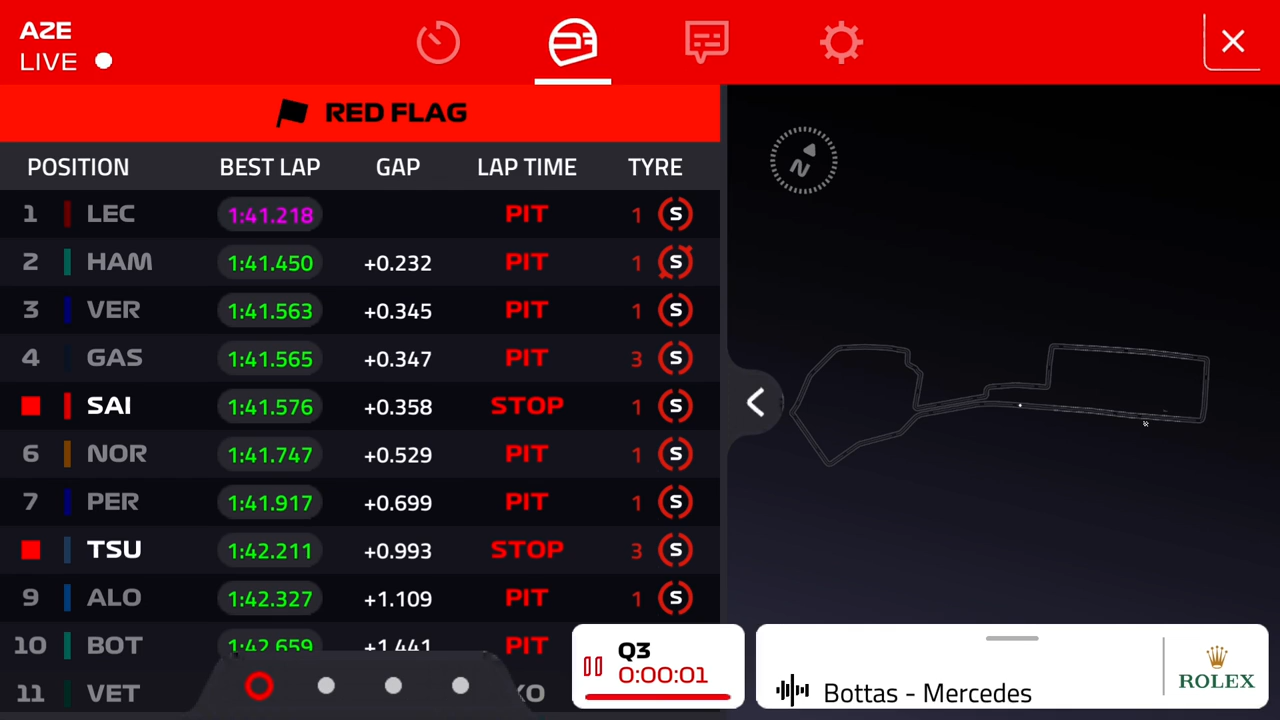 AZE
LIVE
RED FLAG
N
POSITION BEST LAP GAP LAP TIME TYRE
1 LEC 1:41.218 PIT 1 S
2 HAM 1:41.450 +0.232 PIT 1 S
3 VER 1:41.563 +0.345 PIT 1 S
4 GAS 1:41.565 +0.347 PIT 3 S
SAI 1:41.576 +0.358 STOP 1 S
6 NOR 1:41.747 +0.529 PIT 1 S
7 PER 1:41.917 +0.699 PIT 1 S
TSU 1:42.211 +0.993 STOP 3 S
9 ALO 1:42.327 +1.109 PIT 1 S
10 BOT 1:42.659 +1.441 PIT
11 VET
Q3
0:00:01
Bottas - Mercedes
ROLEX